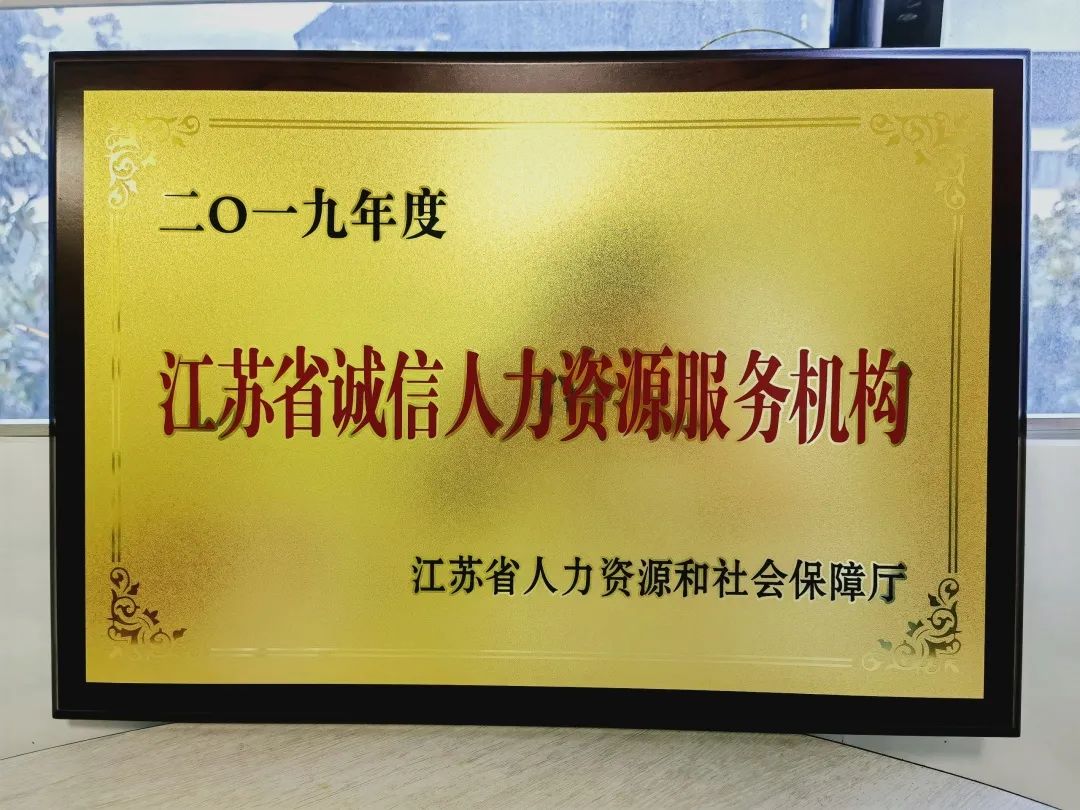 二〇一九年度
江苏省诚信人力资源服务机构
江苏省人力资源和社会保障厅